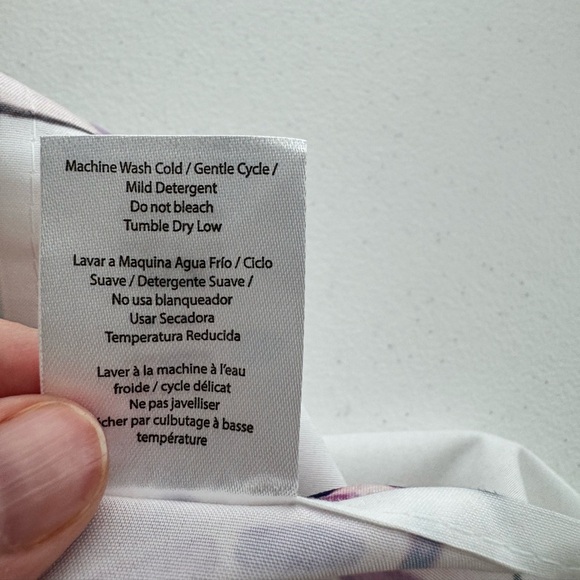 Machine Wash Cold / Gentle Cycle /
Mild Detergent
Do not bleach
Tumble Dry Low
Lavar a Maquina Agua Frío / Ciclo
Suave / Detergente Suave /
No usa blanqueador
Usar Secadora
Temperatura Reducida
Laver à la machine à l'eau
froide / cycle délicat
Ne pas javelliser
par culbutage à basse
température